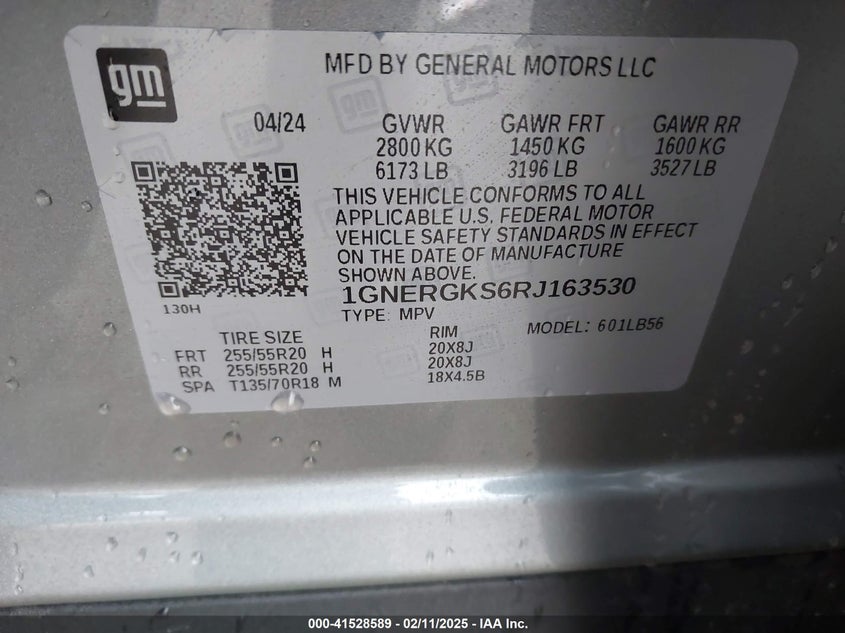 gm
MFD BY GENERAL MOTORS LLC
04/24 GVWR GAWR FRT GAWR RR
2800 KG 1450 KG 1600 KG
6173 LB 3196 LB 3527 LB
THIS VEHICLE CONFORMS TO ALL
APPLICABLE U.S. FEDERAL MOTOR
VEHICLE SAFETY STANDARDS IN EFFECT
ON THE DATE OF MANUFACTURE
SHOWN ABOVE.
1GNERGKS6RJ163530
130H TYPE: MPV MODEL: 601LB56
TIRE SIZE RIM
FRT 255/55R20 H 20X8J
RR 255/55R20 H 20X8J
SPA T135/70R18 M 18X4.5B
000-41528589 - 02/11/2025 - IAA Inc.